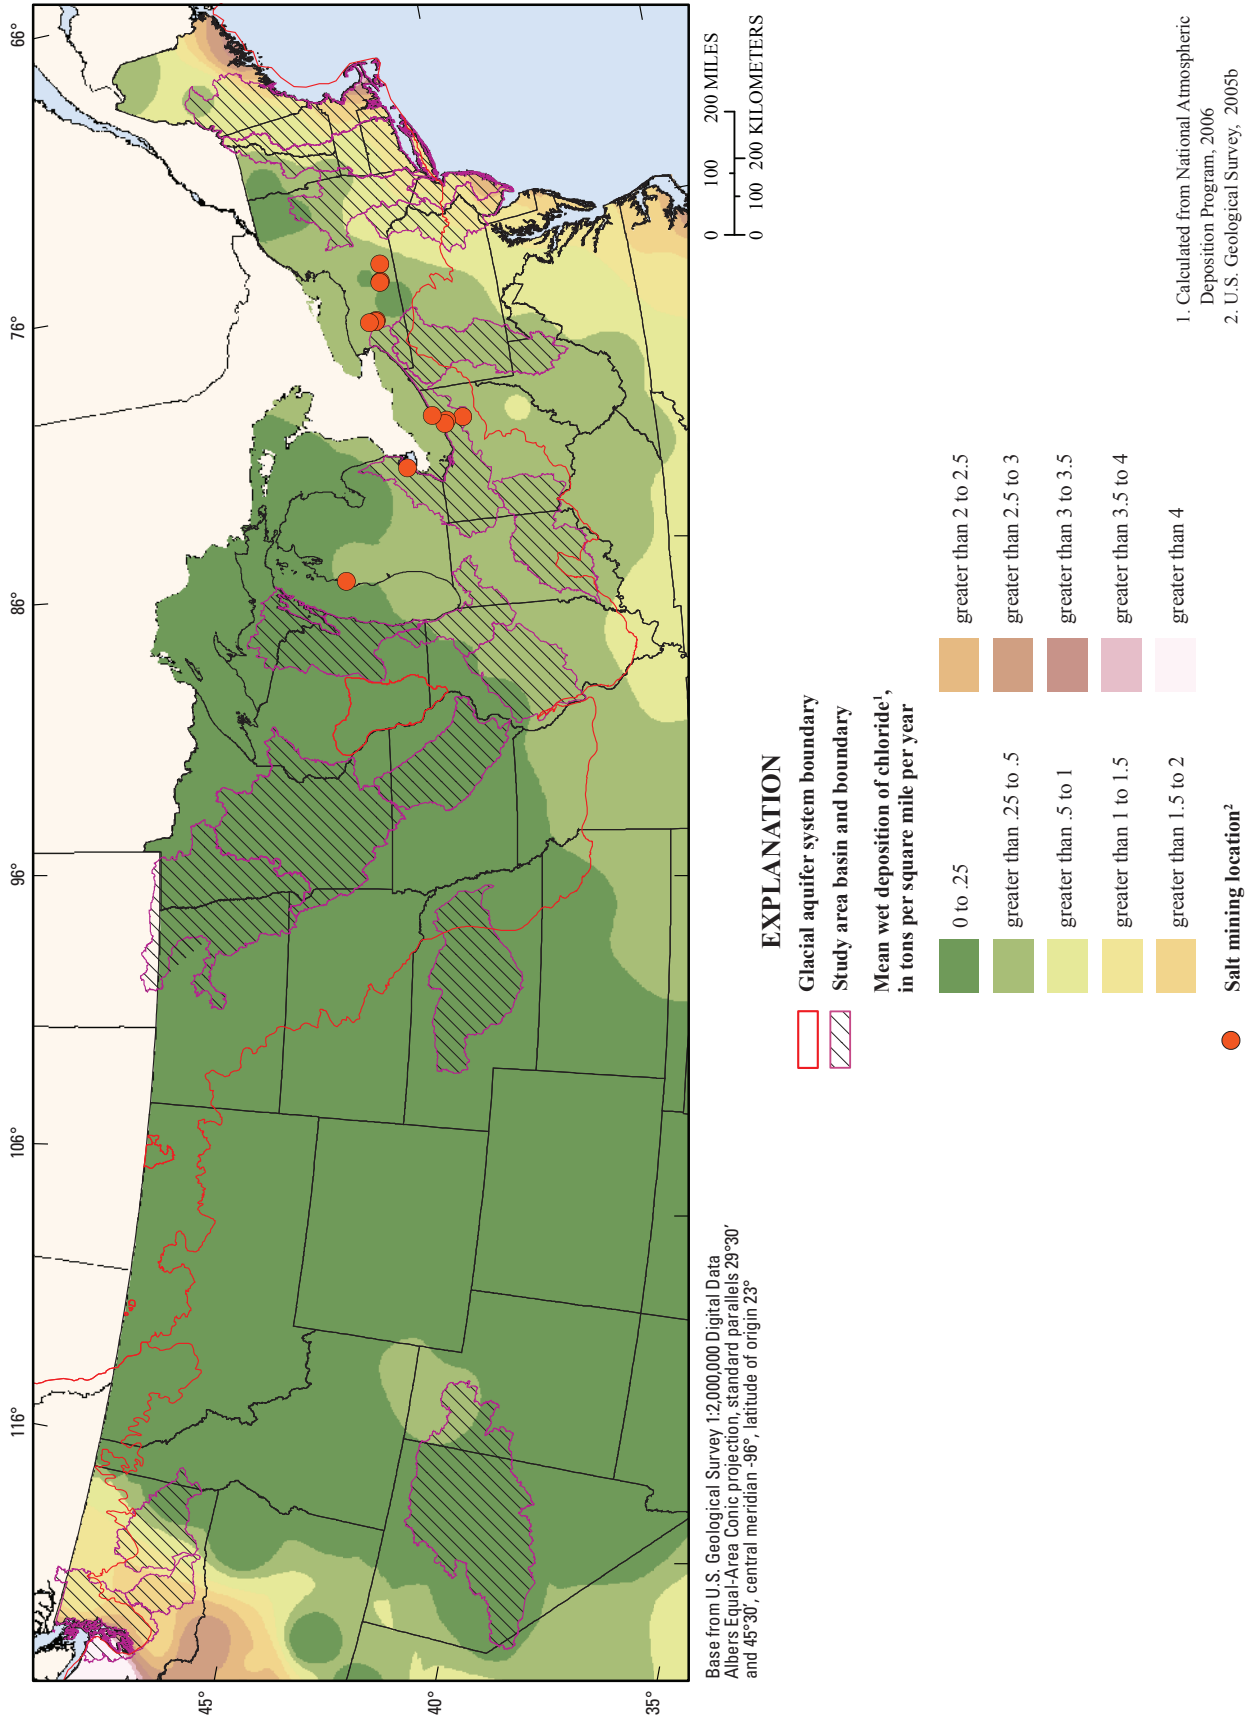 116°
106°
96°
86°
76°
66°
45°
40°
35°
Base from U.S. Geological Survey 1:2,000,000 Digital Data
Albers Equal-Area Conic projection, standard parallels 29°30′
and 45°30′, central meridian -96°, latitude of origin 23°
0 100 200 MILES
0 100 200 KILOMETERS
EXPLANATION
Glacial aquifer system boundary
Study area basin and boundary
Mean wet deposition of chloride¹,
in tons per square mile per year
0 to .25
greater than .25 to .5
greater than .5 to 1
greater than 1 to 1.5
greater than 1.5 to 2
greater than 2 to 2.5
greater than 2.5 to 3
greater than 3 to 3.5
greater than 3.5 to 4
greater than 4
Salt mining location²
1. Calculated from National Atmospheric
Deposition Program, 2006
2. U.S. Geological Survey, 2005b